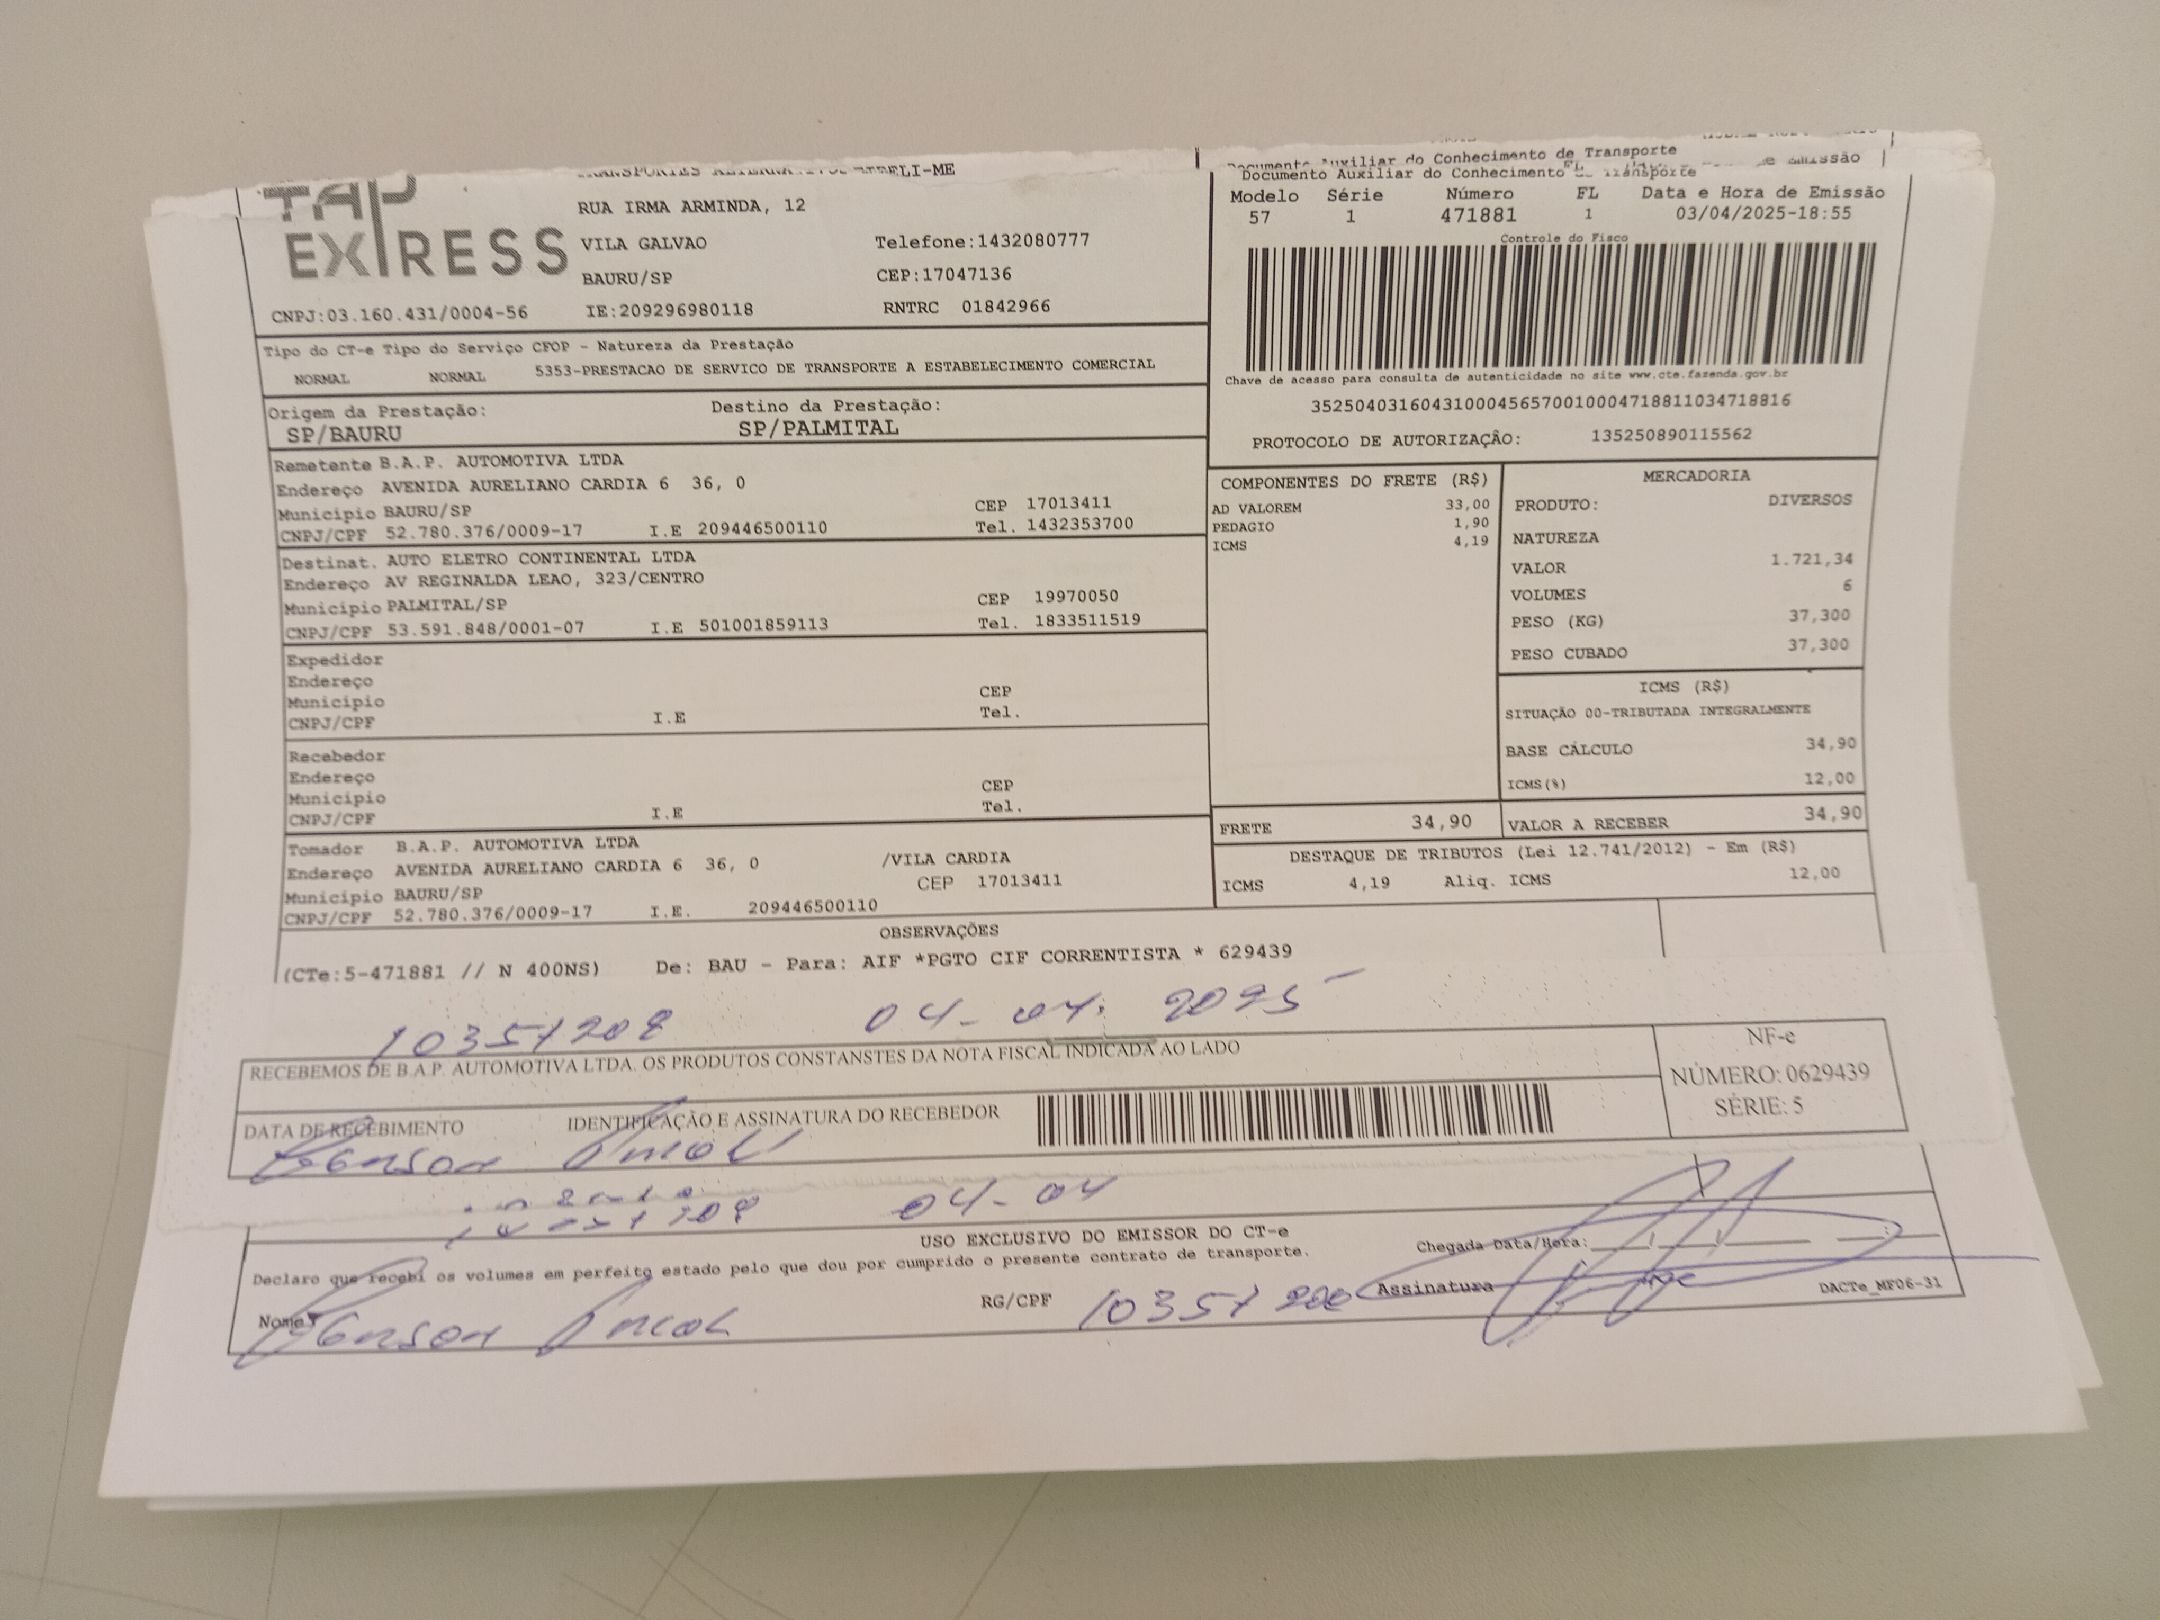 ELI-ME
TAP
EXPRESS
RUA IRMA ARMINDA, 12
VILA GALVAO Telefone:1432080777
BAURU/SP CEP:17047136
CNPJ:03.160.431/0004-56 IE:209296980118 RNTRC 01842966
Documento Auxiliar do Conhecimento de Transporte
e Emissão
Documento Auxiliar do Conhecimento de Transporte
Modelo Série Número FL Data e Hora de Emissão
57 1 471881 1 03/04/2025-18:55
Controle do Fisco
Chave de acesso para consulta de autenticidade no site www.cte.fazenda.gov.br
35250403160431000456570010004718811034718816
PROTOCOLO DE AUTORIZAÇÃO: 135250890115562
Tipo do CT-e Tipo do Serviço CFOP - Natureza da Prestação
NORMAL NORMAL 5353-PRESTACAO DE SERVICO DE TRANSPORTE A ESTABELECIMENTO COMERCIAL
Origem da Prestação: Destino da Prestação:
SP/BAURU SP/PALMITAL
Remetente B.A.P. AUTOMOTIVA LTDA
Endereço AVENIDA AURELIANO CARDIA 6 36, 0
Município BAURU/SP CEP 17013411
CNPJ/CPF 52.780.376/0009-17 I.E 209446500110 Tel. 1432353700
Destinat. AUTO ELETRO CONTINENTAL LTDA
Endereço AV REGINALDA LEAO, 323/CENTRO
Município PALMITAL/SP CEP 19970050
CNPJ/CPF 53.591.848/0001-07 I.E 501001859113 Tel. 1833511519
Expedidor
Endereço
Município CEP
CNPJ/CPF I.E Tel.
Recebedor
Endereço
Município CEP
CNPJ/CPF I.E Tel.
Tomador B.A.P. AUTOMOTIVA LTDA
Endereço AVENIDA AURELIANO CARDIA 6 36, 0 /VILA CARDIA
Município BAURU/SP CEP 17013411
CNPJ/CPF 52.780.376/0009-17 I.E. 209446500110
COMPONENTES DO FRETE (R$)
AD VALOREM 33,00
PEDAGIO 1,90
ICMS 4,19
MERCADORIA
PRODUTO: DIVERSOS
NATUREZA
VALOR 1.721,34
VOLUMES 6
PESO (KG) 37,300
PESO CUBADO 37,300
ICMS (R$)
SITUAÇÃO 00-TRIBUTADA INTEGRALMENTE
BASE CÁLCULO 34,90
ICMS(%) 12,00
FRETE 34,90 VALOR A RECEBER 34,90
DESTAQUE DE TRIBUTOS (Lei 12.741/2012) - Em (R$)
ICMS 4,19 Aliq. ICMS 12,00
OBSERVAÇÕES
(CTe:5-471881 // N 400NS) De: BAU - Para: AIF *PGTO CIF CORRENTISTA * 629439
10351208 04-04. 2025
RECEBEMOS DE B.A.P. AUTOMOTIVA LTDA. OS PRODUTOS CONSTANSTES DA NOTA FISCAL INDICADA AO LADO
DATA DE RECEBIMENTO IDENTIFICAÇÃO E ASSINATURA DO RECEBEDOR
NF-e
NÚMERO: 0629439
SÉRIE: 5
04-04
USO EXCLUSIVO DO EMISSOR DO CT-e
Declaro que recebi os volumes em perfeito estado pelo que dou por cumprido o presente contrato de transporte.
Chegada Data/Hora:
Nome RG/CPF 10351208 Assinatura
DACTe_MF06-31